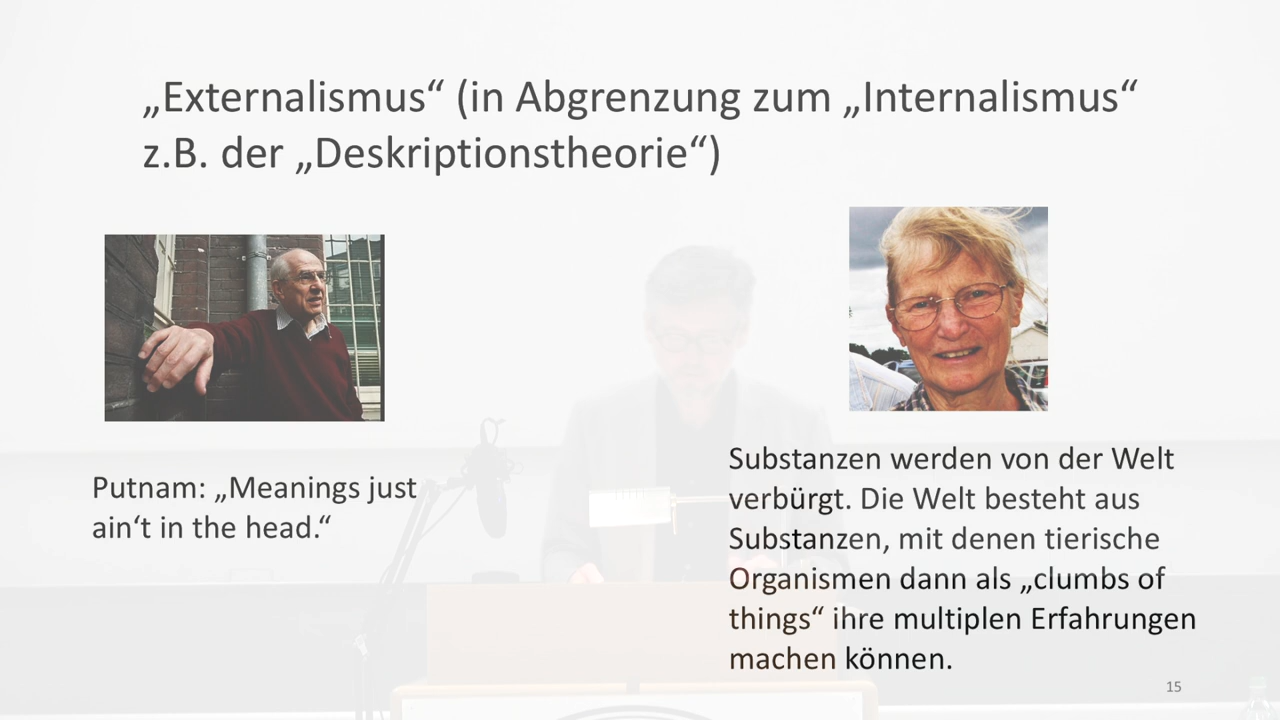 „Externalismus“ (in Abgrenzung zum „Internalismus“
z.B. der „Deskriptionstheorie“)
Putnam: „Meanings just
ain‘t in the head.“
Substanzen werden von der Welt
verbürgt. Die Welt besteht aus
Substanzen, mit denen tierische
Organismen dann als „clumbs of
things“ ihre multiplen Erfahrungen
machen können.
15